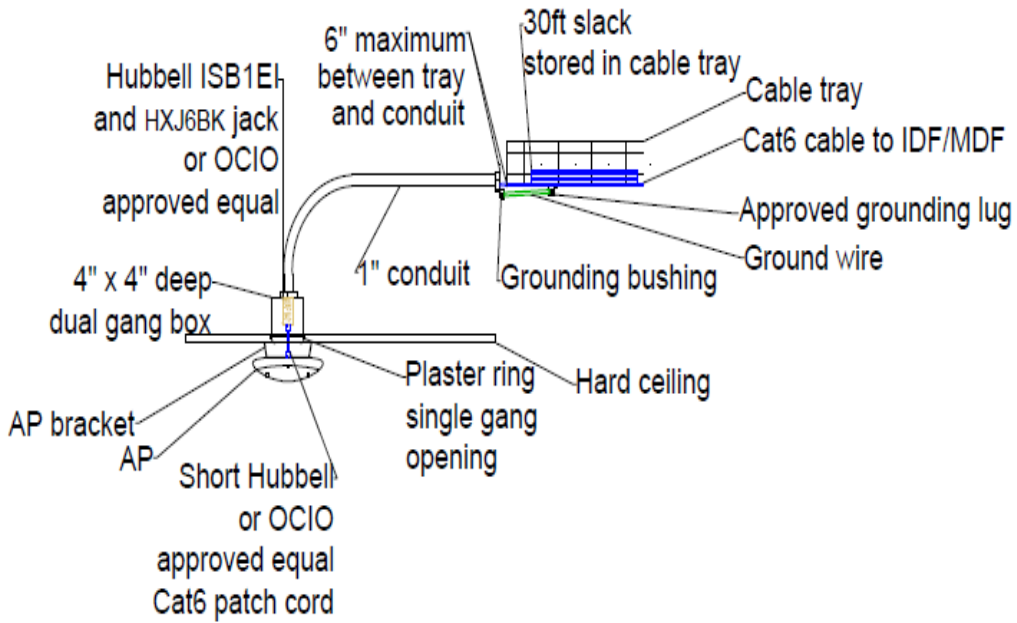 6" maximum
between tray
and conduit
30ft slack
stored in cable tray
Hubbell ISB1EI
and HXJ6BK jack
or OCIO
approved equal
Cable tray
Cat6 cable to IDF/MDF
Approved grounding lug
Ground wire
Grounding bushing
1" conduit
4" x 4" deep
dual gang box
Plaster ring
single gang
opening
Hard ceiling
AP bracket
AP
Short Hubbell
or OCIO
approved equal
Cat6 patch cord